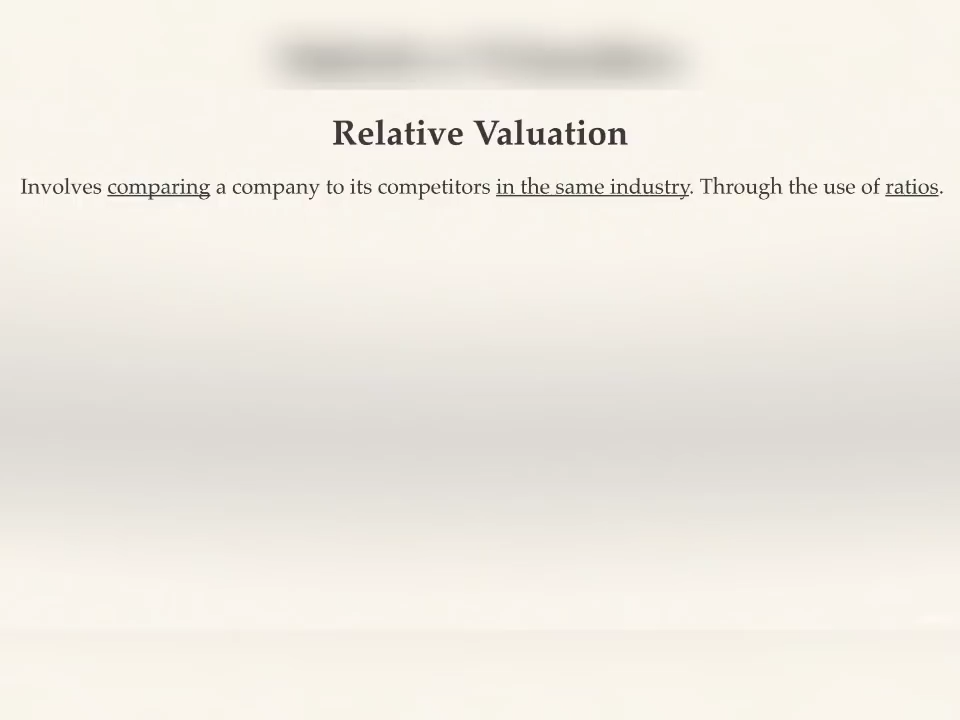 Relative Valuation
Involves comparing a company to its competitors in the same industry. Through the use of ratios.